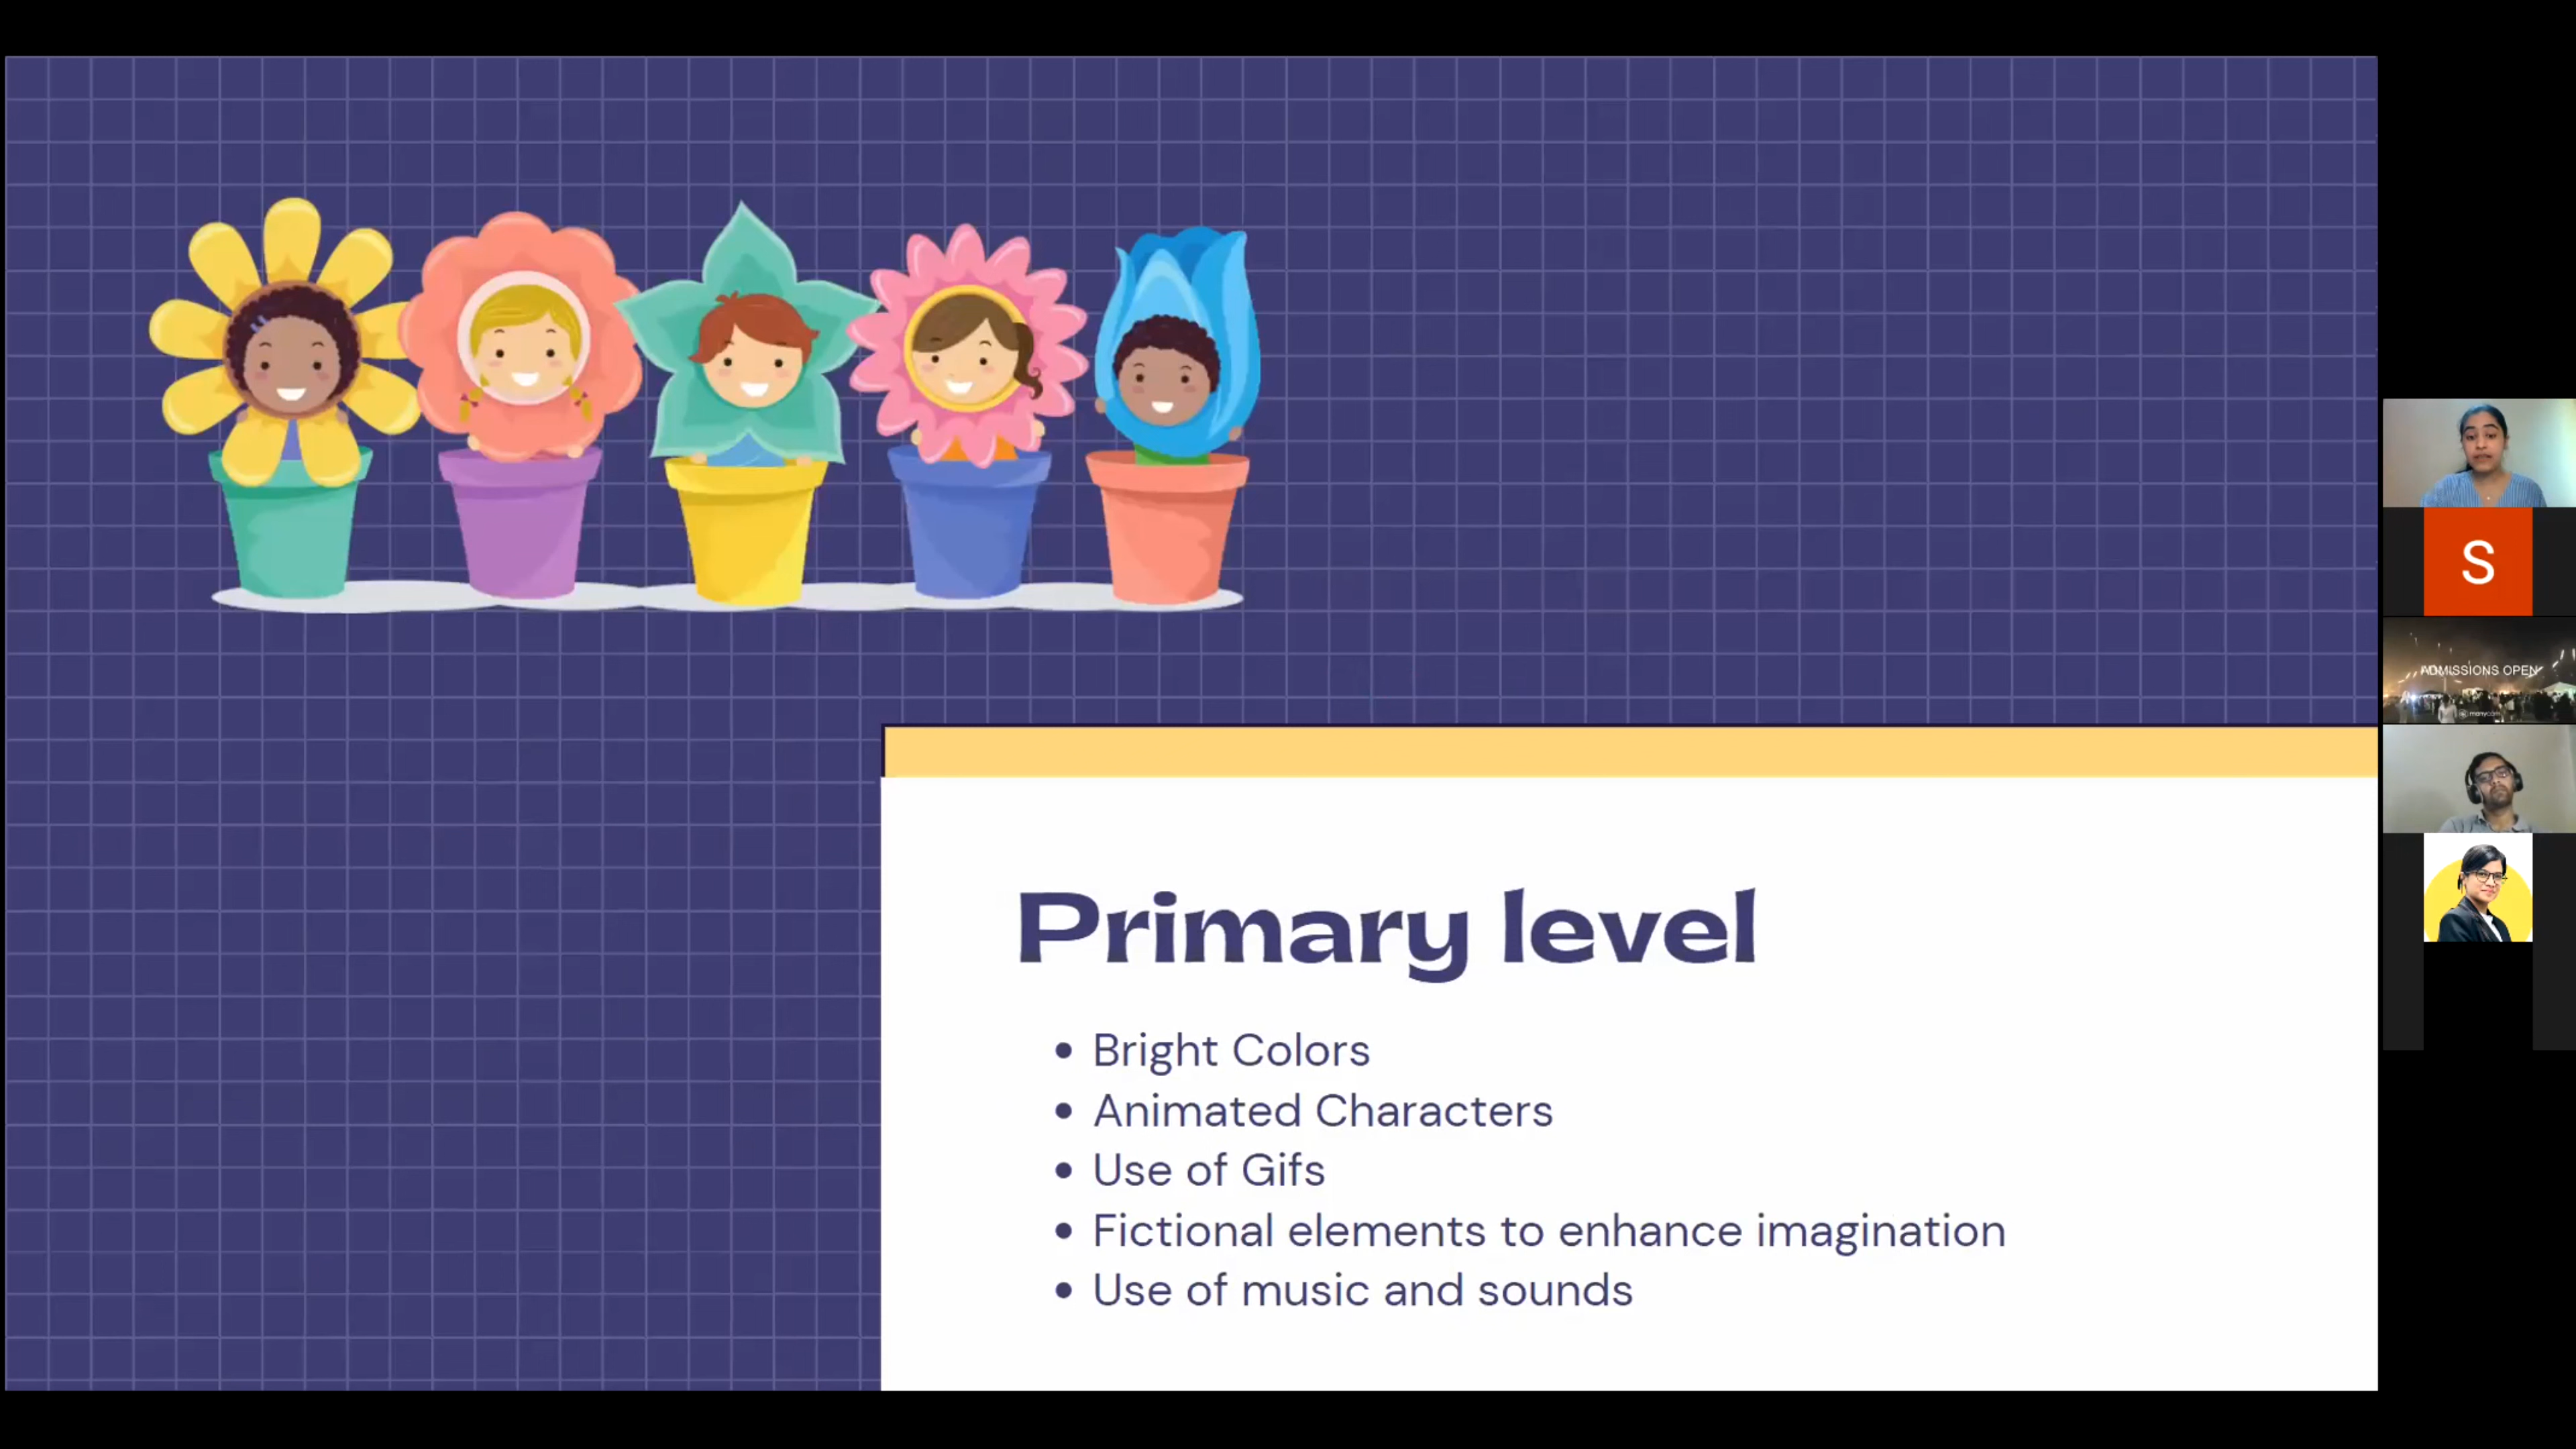 Primary level
• Bright Colors
• Animated Characters
• Use of Gifs
• Fictional elements to enhance imagination
• Use of music and sounds
S
ADMISSIONS OPEN
manycam